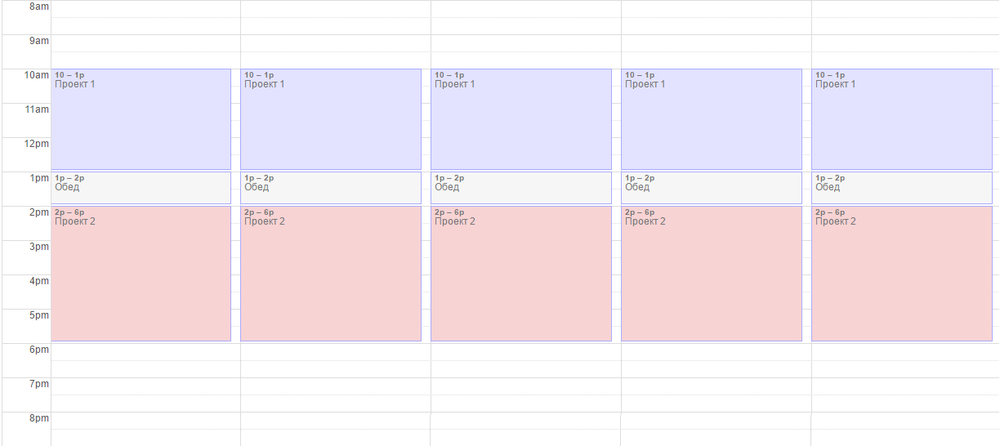 8am
9am
10am
10 – 1p 10 – 1p 10 – 1p 10 – 1p 10 – 1p
Проект 1 Проект 1 Проект 1 Проект 1 Проект 1
11am
12pm
1pm
1p – 2p 1p – 2p 1p – 2p 1p – 2p 1p – 2p
Обед Обед Обед Обед Обед
2pm
2p – 6p 2p – 6p 2p – 6p 2p – 6p 2p – 6p
Проект 2 Проект 2 Проект 2 Проект 2 Проект 2
3pm
4pm
5pm
6pm
7pm
8pm